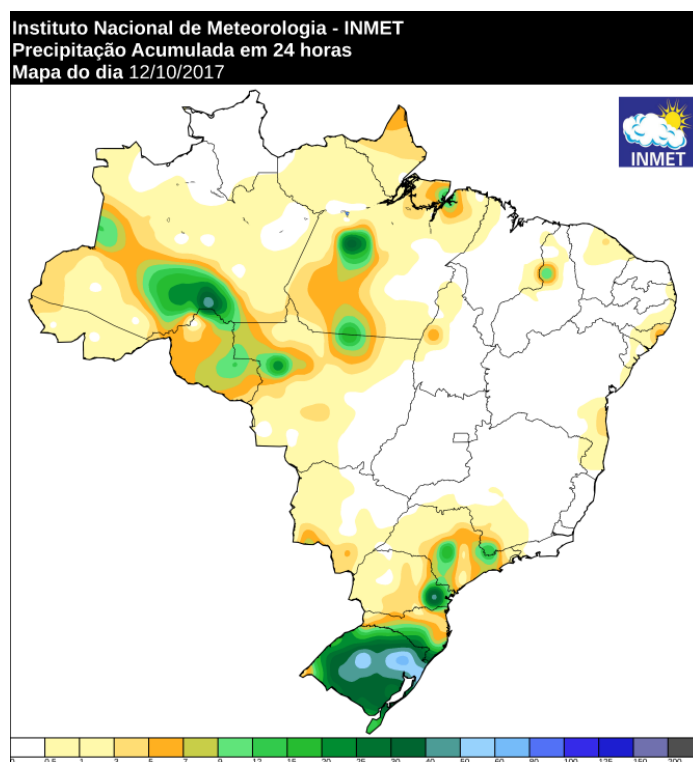 Instituto Nacional de Meteorologia - INMET
Precipitação Acumulada em 24 horas
Mapa do dia 12/10/2017
INMET
0 0.5 1 3 5 7 9 12 15 20 25 30 40 50 60 80 100 125 150 200